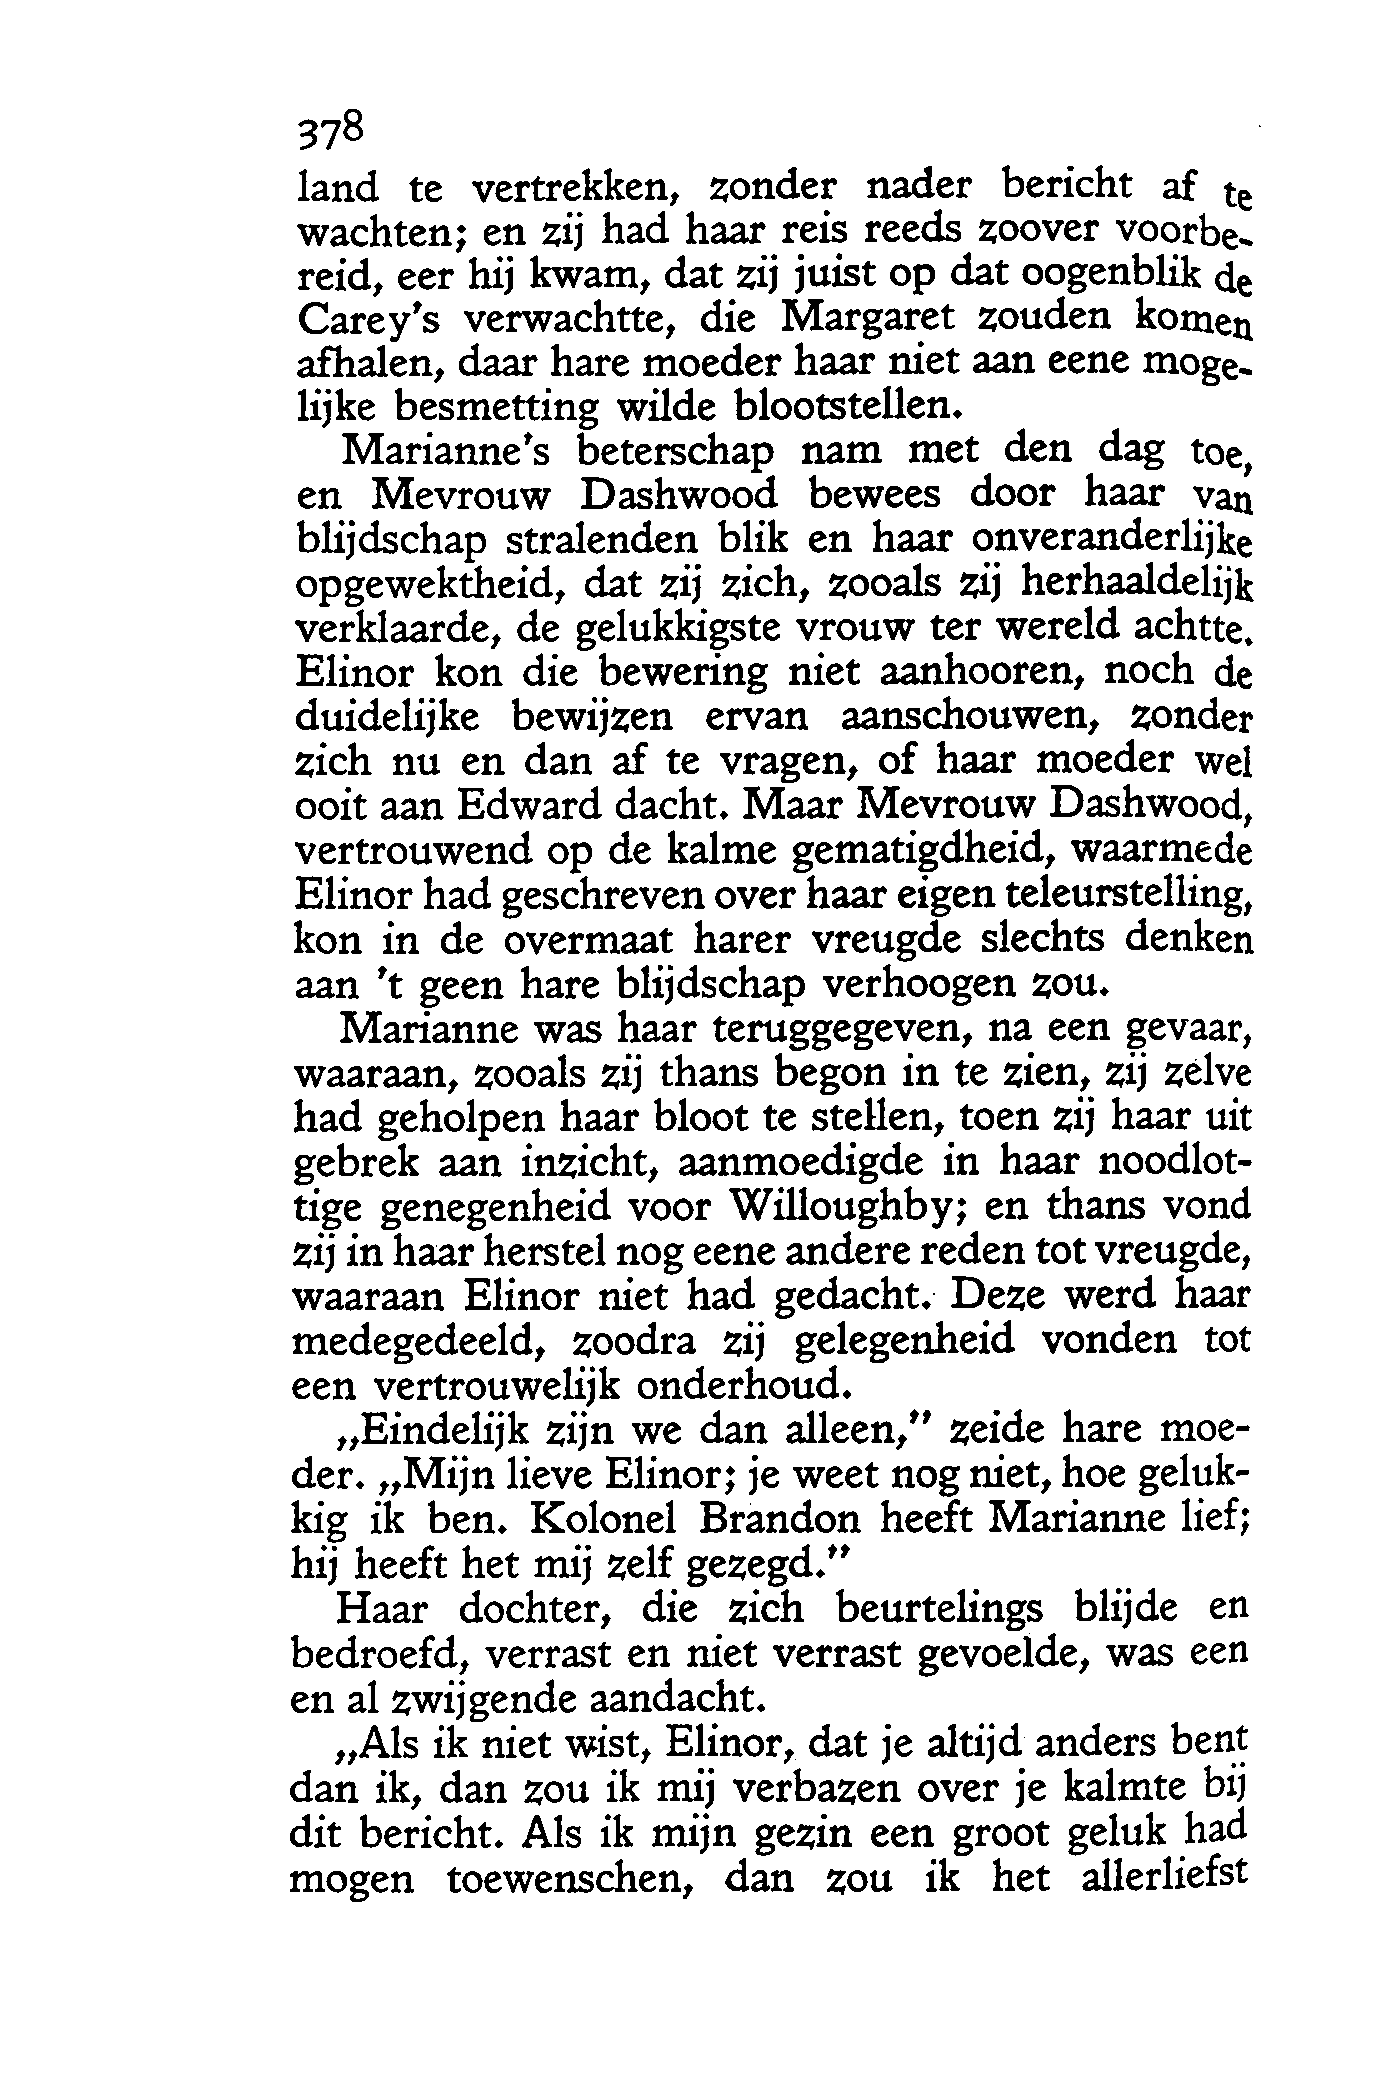 378
land te vertrekken, zonder nader bericht af te
wachten; en zij had haar reis reeds zoover voorbe-
reid, eer hij kwam, dat zij juist op dat oogenblik de
Carey's verwachtte, die Margaret zouden komen
afhalen, daar hare moeder haar niet aan eene moge-
lijke besmetting wilde blootstellen.
Marianne's beterschap nam met den dag toe,
en Mevrouw Dashwood bewees door haar van
blijdschap stralenden blik en haar onveranderlijke
opgewektheid, dat zij zich, zooals zij herhaaldelijk
verklaarde, de gelukkigste vrouw ter wereld achtte.
Elinor kon die bewering niet aanhooren, noch de
duidelijke bewijzen ervan aanschouwen, zonder
zich nu en dan af te vragen, of haar moeder wel
ooit aan Edward dacht. Maar Mevrouw Dashwood,
vertrouwend op de kalme gematigdheid, waarmede
Elinor had geschreven over haar eigen teleurstelling,
kon in de overmaat harer vreugde slechts denken
aan 't geen hare blijdschap verhoogen zou.
Marianne was haar teruggegeven, na een gevaar,
waaraan, zooals zij thans begon in te zien, zij zélve
had geholpen haar bloot te stellen, toen zij haar uit
gebrek aan inzicht, aanmoedigde in haar noodlot-
tige genegenheid voor Willoughby; en thans vond
zij in haar herstel nog eene andere reden tot vreugde,
waaraan Elinor niet had gedacht. Deze werd haar
medegedeeld, zoodra zij gelegenheid vonden tot
een vertrouwelijk onderhoud.
„Eindelijk zijn we dan alleen,” zeide hare moe-
der. „Mijn lieve Elinor; je weet nog niet, hoe geluk-
kig ik ben. Kolonel Brandon heeft Marianne lief;
hij heeft het mij zelf gezegd.”
Haar dochter, die zich beurtelings blijde en
bedroefd, verrast en niet verrast gevoelde, was een
en al zwijgende aandacht.
„Als ik niet wist, Elinor, dat je altijd anders bent
dan ik, dan zou ik mij verbazen over je kalmte bij
dit bericht. Als ik mijn gezin een groot geluk had
mogen toewenschen, dan zou ik het allerliefst